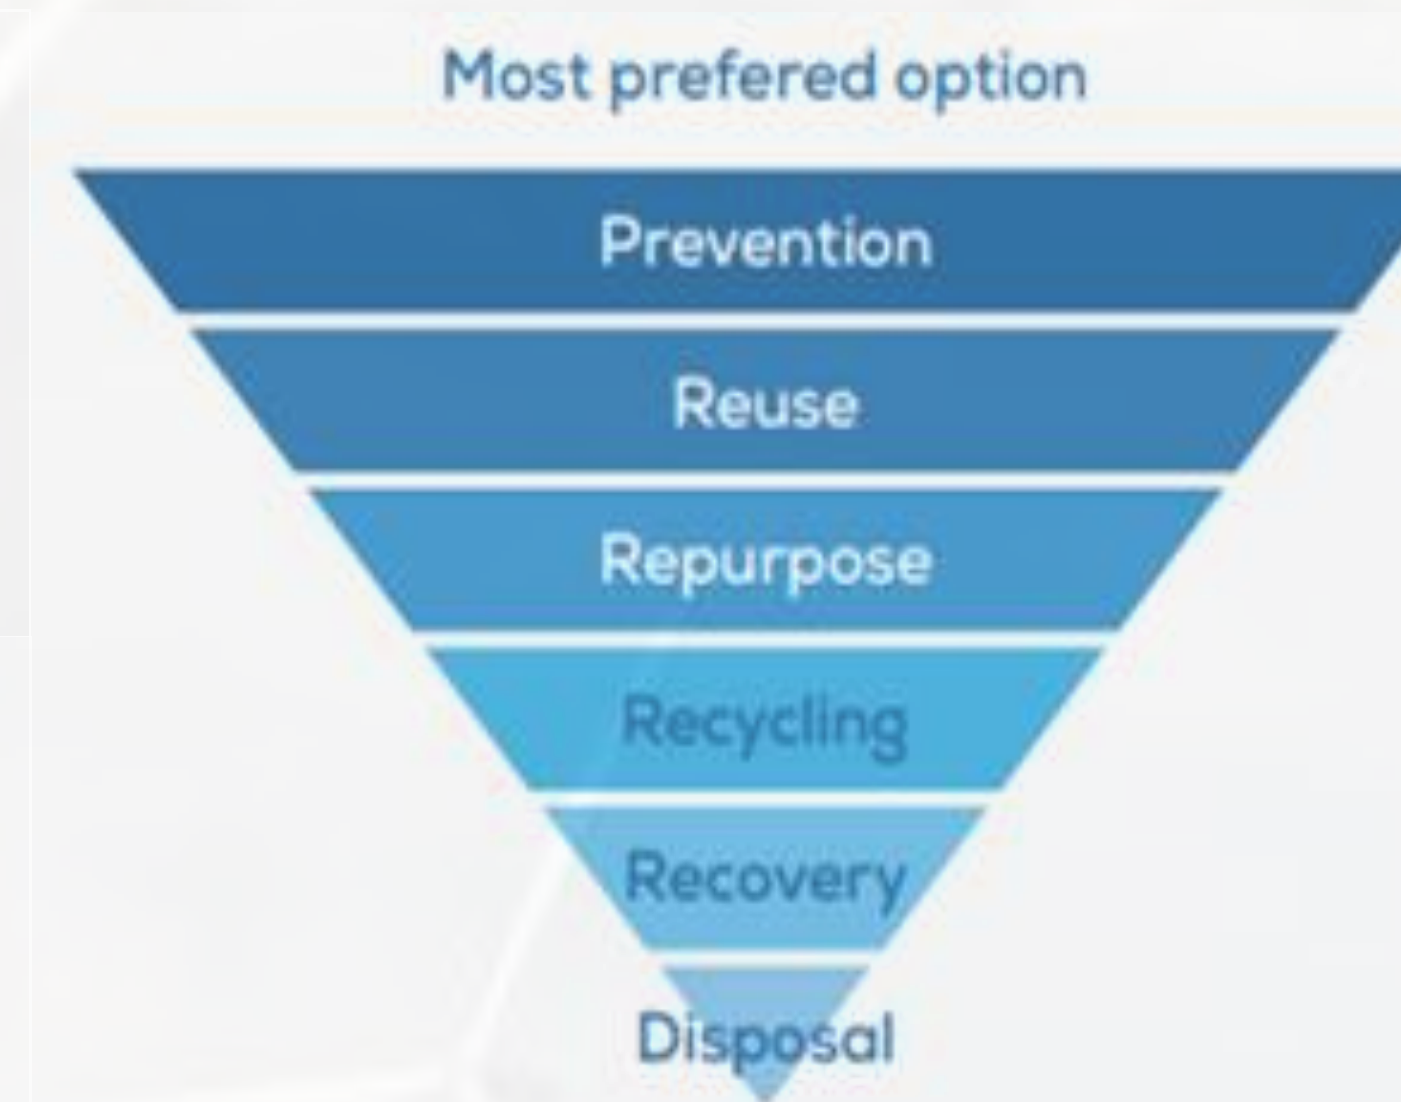 Most prefered option
Prevention
Reuse
Repurpose
Recycling
Recovery
Disposal